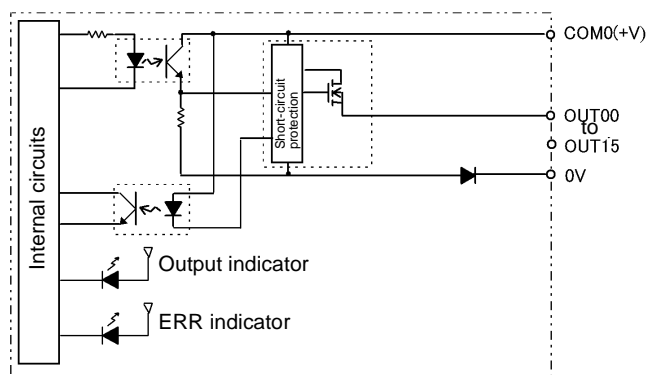 COM0(+V)
Internal circuits
Short-circuit
protection
OUT00
to
OUT15
0V
Output indicator
ERR indicator